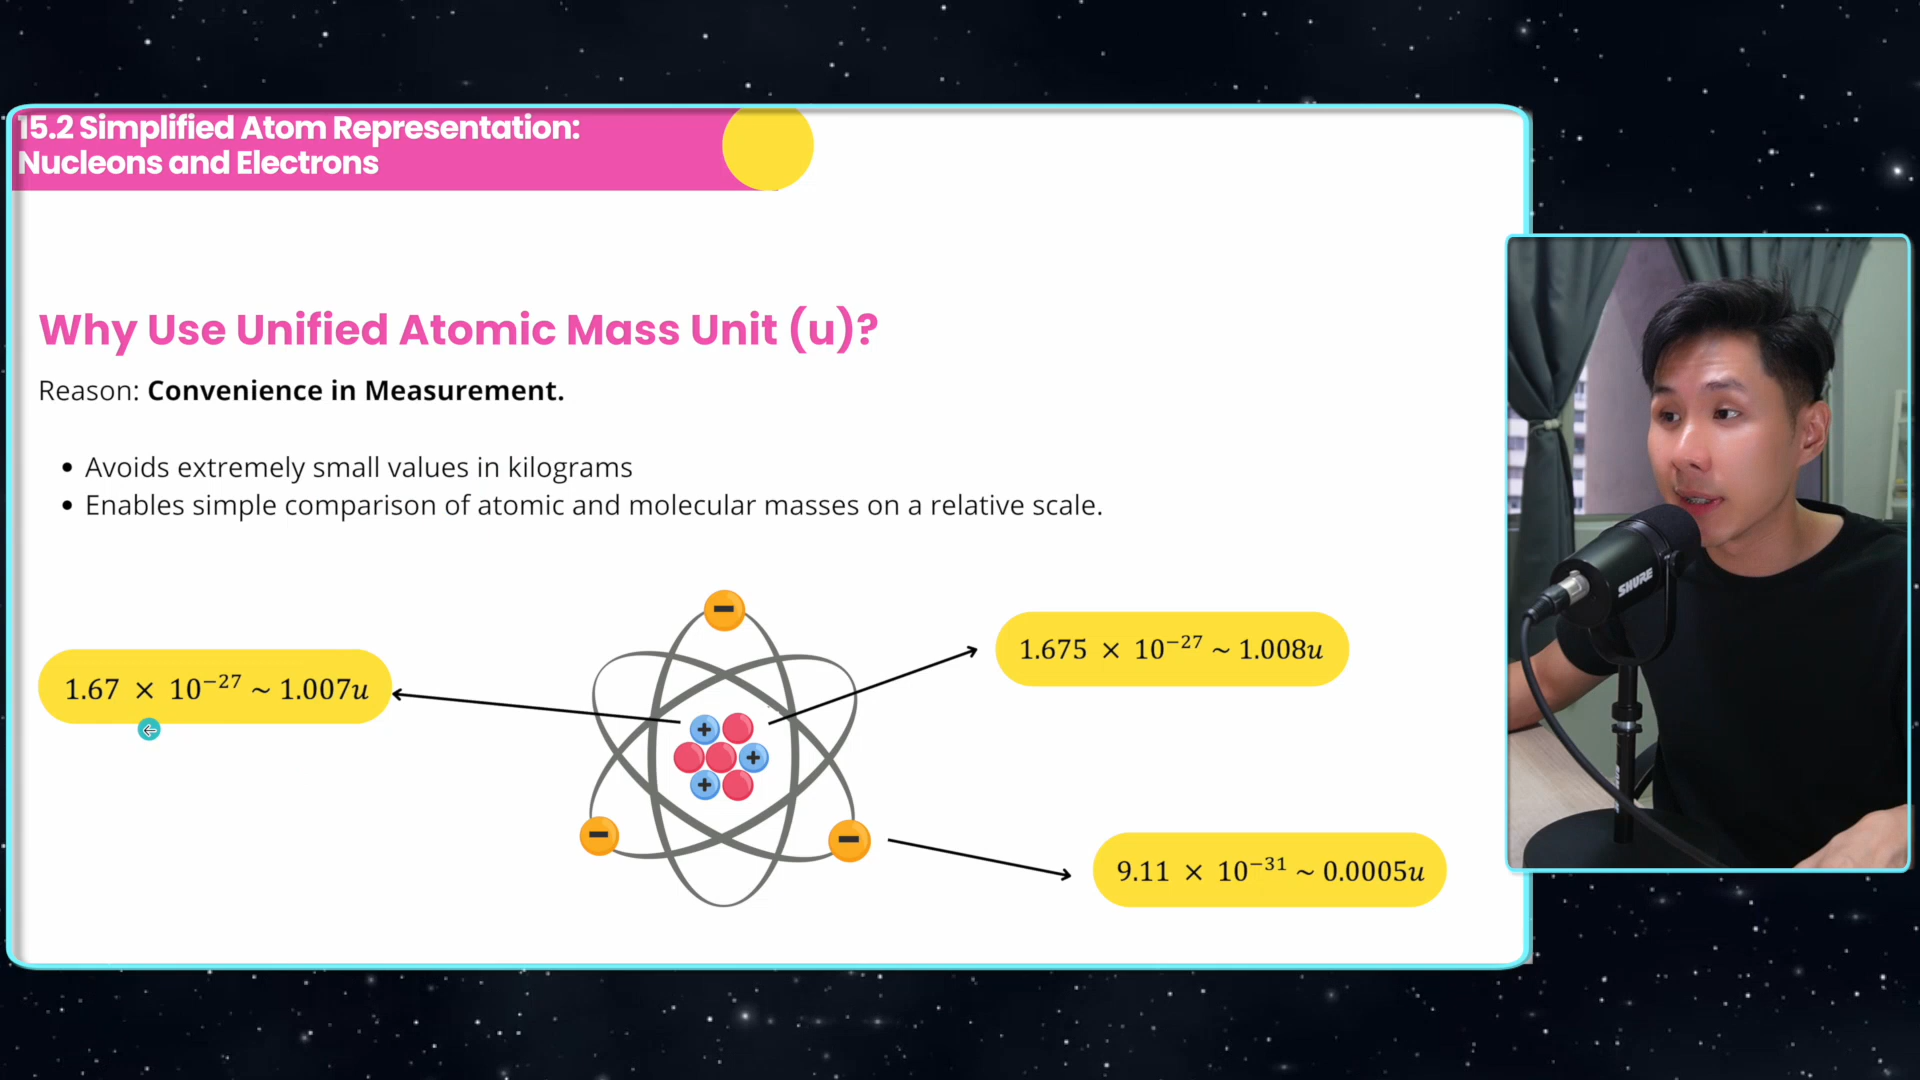 15.2 Simplified Atom Representation:
Nucleons and Electrons
Why Use Unified Atomic Mass Unit (u)?
Reason: Convenience in Measurement.
• Avoids extremely small values in kilograms
• Enables simple comparison of atomic and molecular masses on a relative scale.
1.67 × 10⁻²⁷ ~ 1.007u
1.675 × 10⁻²⁷ ~ 1.008u
9.11 × 10⁻³¹ ~ 0.0005u
−
+
+
+
−
−
SHURE